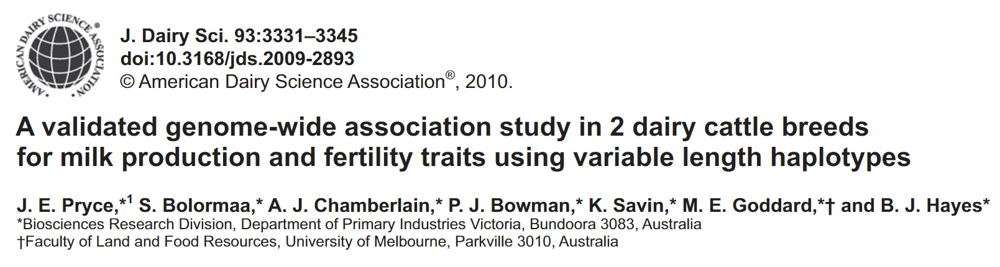 AMERICAN DAIRY SCIENCE ASSOCIATION®
J. Dairy Sci. 93:3331–3345
doi:10.3168/jds.2009-2893
© American Dairy Science Association®, 2010.
A validated genome-wide association study in 2 dairy cattle breeds
for milk production and fertility traits using variable length haplotypes
J. E. Pryce,*1 S. Bolormaa,* A. J. Chamberlain,* P. J. Bowman,* K. Savin,* M. E. Goddard,*† and B. J. Hayes*
*Biosciences Research Division, Department of Primary Industries Victoria, Bundoora 3083, Australia
†Faculty of Land and Food Resources, University of Melbourne, Parkville 3010, Australia